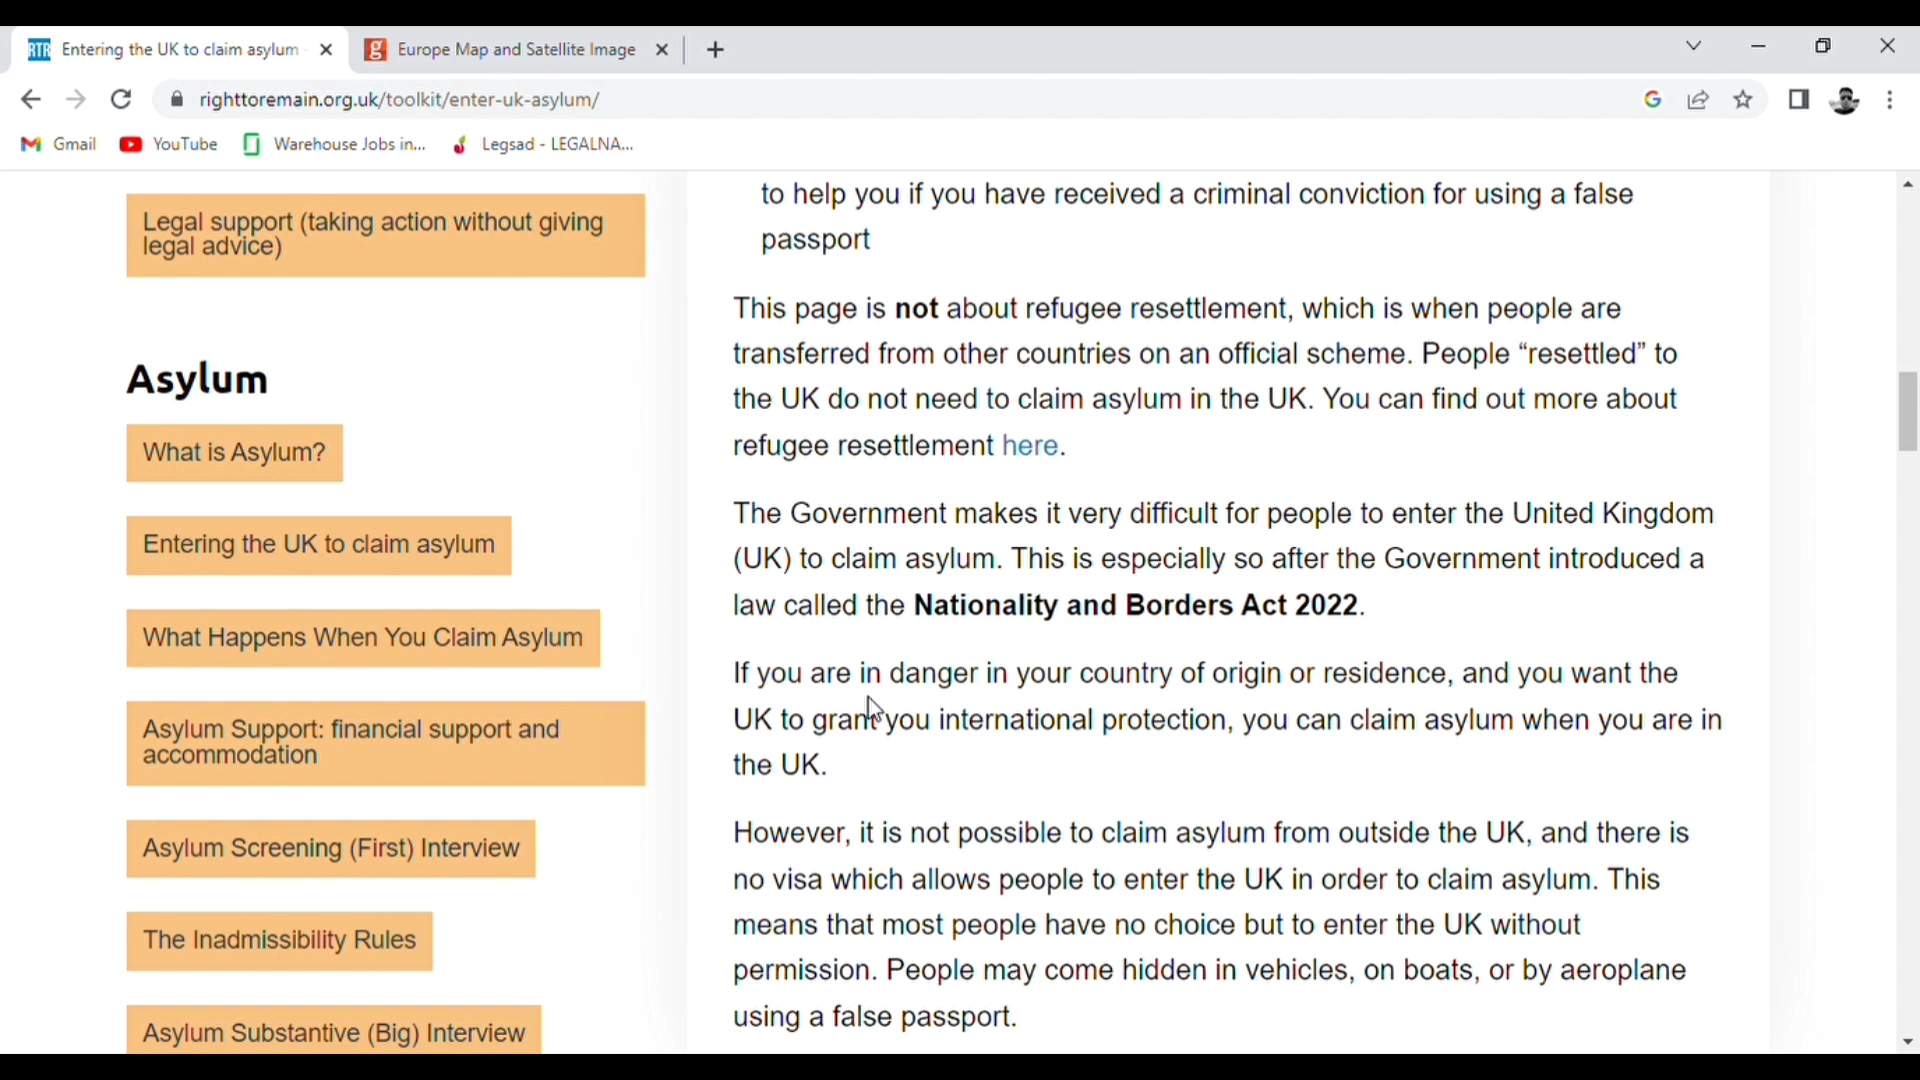 RTR Entering the UK to claim asylum
g Europe Map and Satellite Image
righttoremain.org.uk/toolkit/enter-uk-asylum/
Gmail YouTube Warehouse Jobs in... Legsad - LEGALNA...
Legal support (taking action without giving
legal advice)
Asylum
What is Asylum?
Entering the UK to claim asylum
What Happens When You Claim Asylum
Asylum Support: financial support and
accommodation
Asylum Screening (First) Interview
The Inadmissibility Rules
Asylum Substantive (Big) Interview
to help you if you have received a criminal conviction for using a false
passport
This page is not about refugee resettlement, which is when people are
transferred from other countries on an official scheme. People “resettled” to
the UK do not need to claim asylum in the UK. You can find out more about
refugee resettlement here.
The Government makes it very difficult for people to enter the United Kingdom
(UK) to claim asylum. This is especially so after the Government introduced a
law called the Nationality and Borders Act 2022.
If you are in danger in your country of origin or residence, and you want the
UK to grant you international protection, you can claim asylum when you are in
the UK.
However, it is not possible to claim asylum from outside the UK, and there is
no visa which allows people to enter the UK in order to claim asylum. This
means that most people have no choice but to enter the UK without
permission. People may come hidden in vehicles, on boats, or by aeroplane
using a false passport.